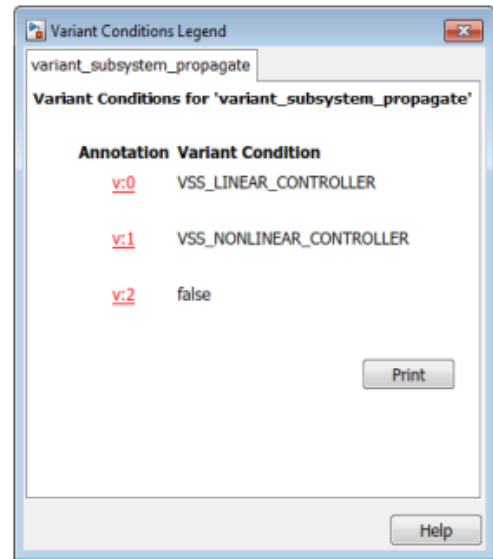 Variant Conditions Legend
variant_subsystem_propagate
Variant Conditions for 'variant_subsystem_propagate'
Annotation Variant Condition
v:0 VSS_LINEAR_CONTROLLER
v:1 VSS_NONLINEAR_CONTROLLER
v:2 false
Print
Help